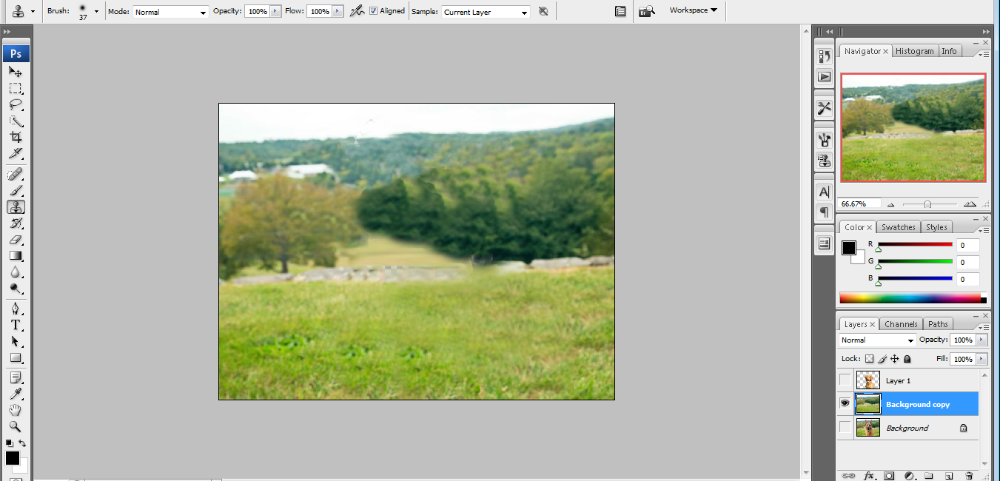 Brush: 37 Mode: Normal Opacity: 100% Flow: 100% Aligned Sample: Current Layer Br Workspace
Ps
T
A
Navigator Histogram Info
66.67%
Color Swatches Styles
R 0
G 0
B 0
Layers Channels Paths
Normal Opacity: 100%
Lock: Fill: 100%
Layer 1
Background copy
Background
fx